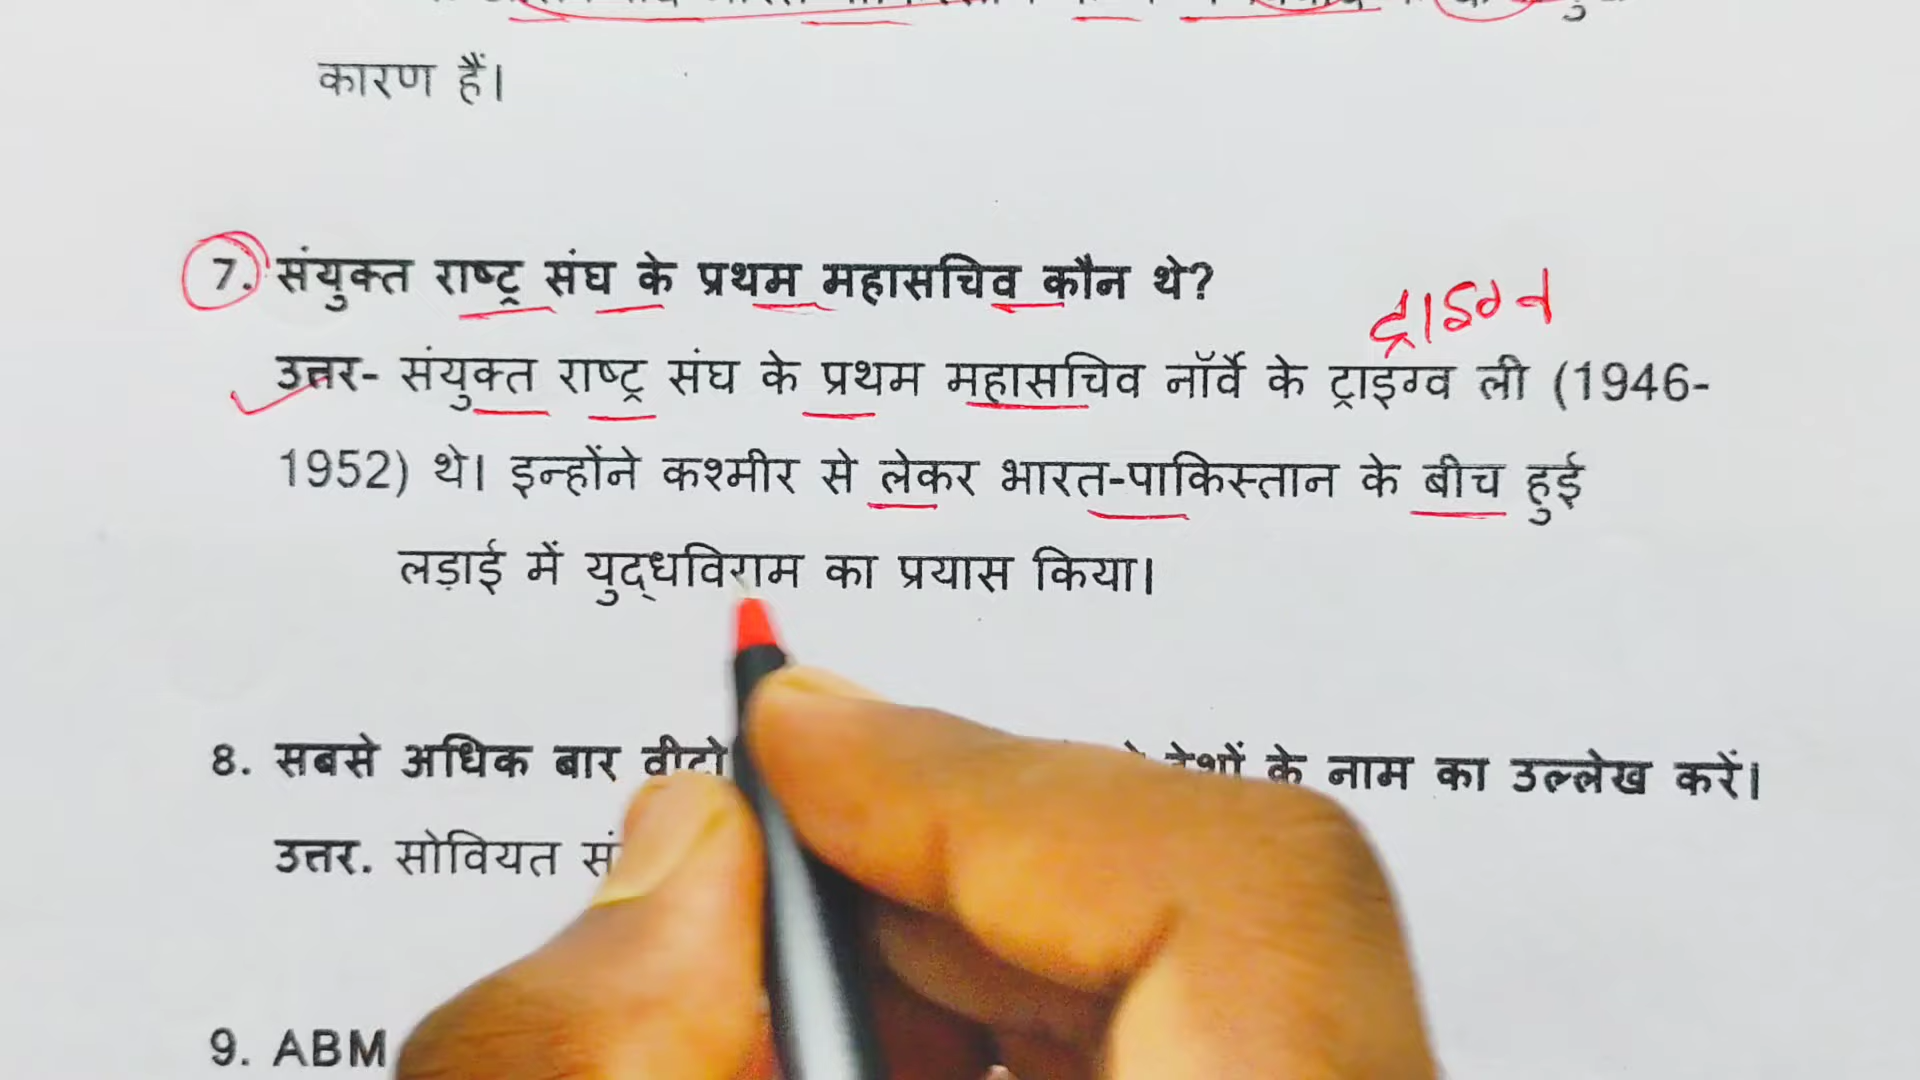 कारण हैं।
7. संयुक्त राष्ट्र संघ के प्रथम महासचिव कौन थे?
ट्राइग्व
उत्तर- संयुक्त राष्ट्र संघ के प्रथम महासचिव नॉर्वे के ट्राइग्व ली (1946-
1952) थे। इन्होंने कश्मीर से लेकर भारत-पाकिस्तान के बीच हुई
लड़ाई में युद्धविराम का प्रयास किया।
8. सबसे अधिक बार वीटो देशों के नाम का उल्लेख करें।
उत्तर. सोवियत
9. ABM